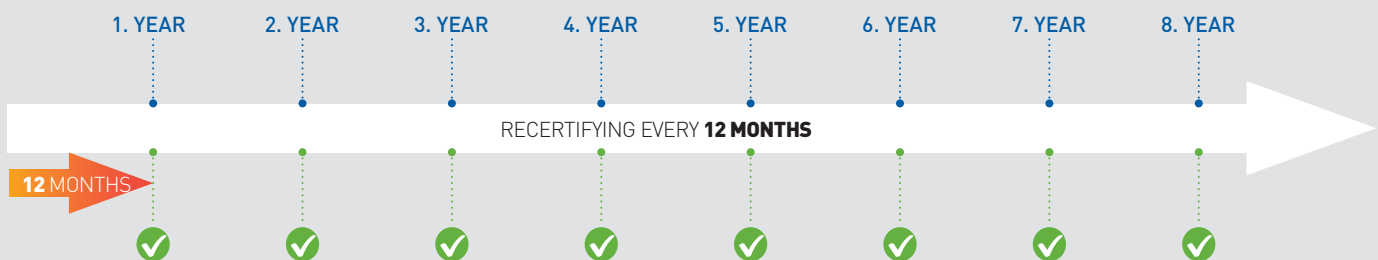 1. YEAR 2. YEAR 3. YEAR 4. YEAR 5. YEAR 6. YEAR 7. YEAR 8. YEAR
RECERTIFYING EVERY 12 MONTHS
12 MONTHS